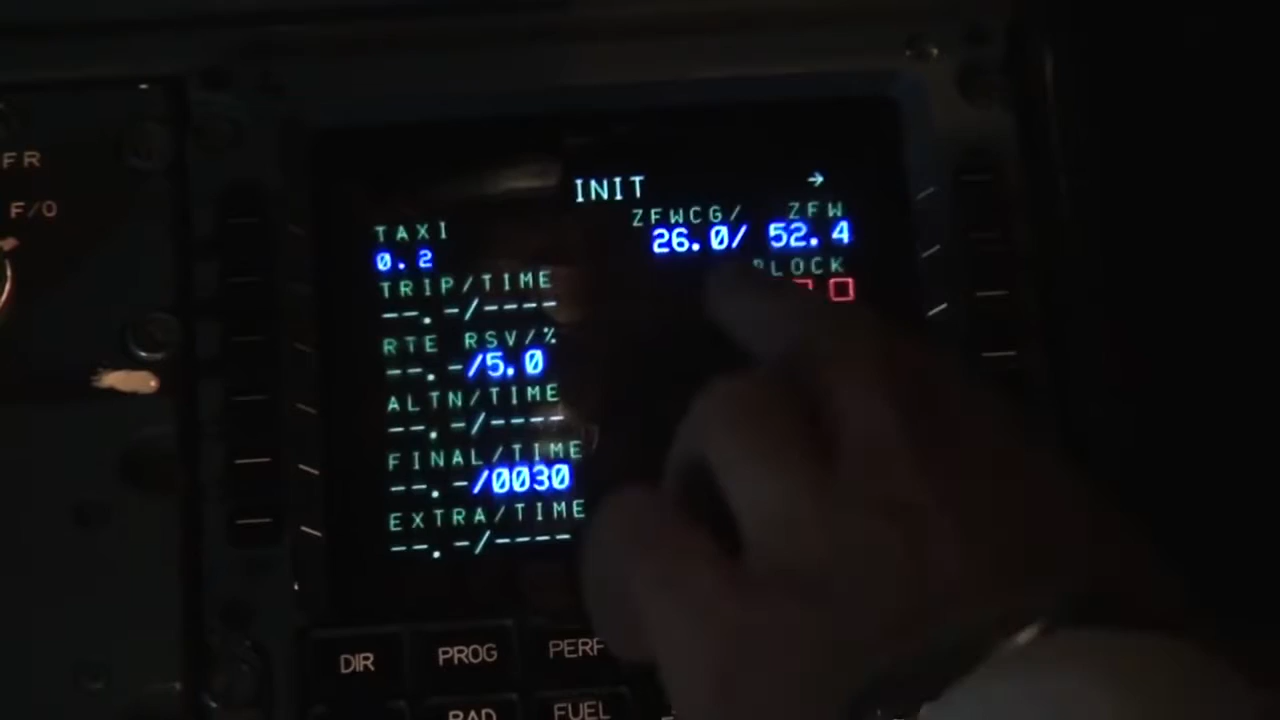 FR
F/O
INIT →
ZFWCG/ ZFW
26.0/ 52.4
TAXI
0.2
BLOCK
TRIP/TIME
--.-/----
RTE RSV/%
--.-/5.0
ALTN/TIME
--.-/----
FINAL/TIME
--.-/0030
EXTRA/TIME
--.-/----
DIR
PROG
PERF
RAD
FUEL